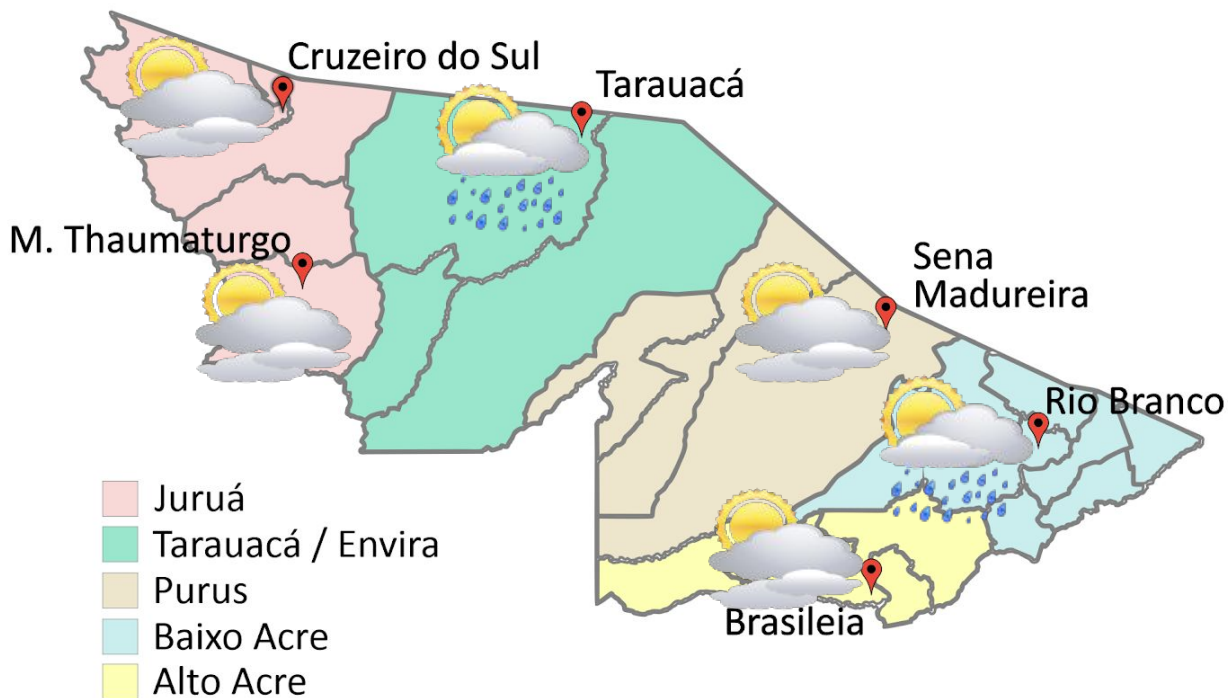 Cruzeiro do Sul
Tarauacá
M. Thaumaturgo
Sena
Madureira
Rio Branco
Brasileia
Juruá
Tarauacá / Envira
Purus
Baixo Acre
Alto Acre